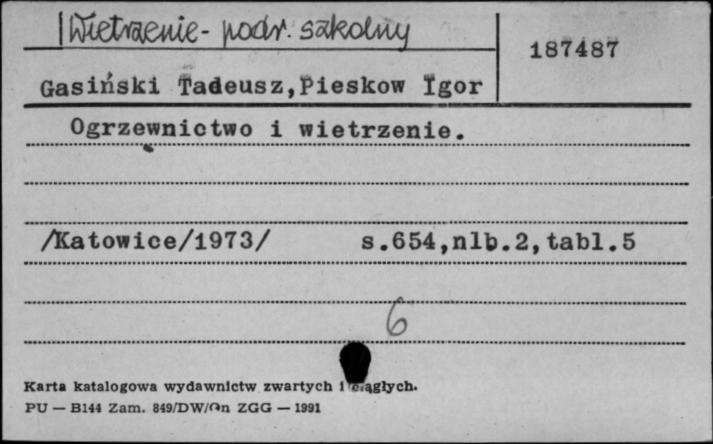 Wietrzenie - podr. szkolny
187487
Gasiński Tadeusz,Pieskow Igor
Ogrzewnictwo i wietrzenie.
/Katowice/1973/ s.654,nlb.2,tabl.5
6
Karta katalogowa wydawnictw zwartych i ciągłych.
PU — B144 Zam. 849/DW/On ZGG — 1991